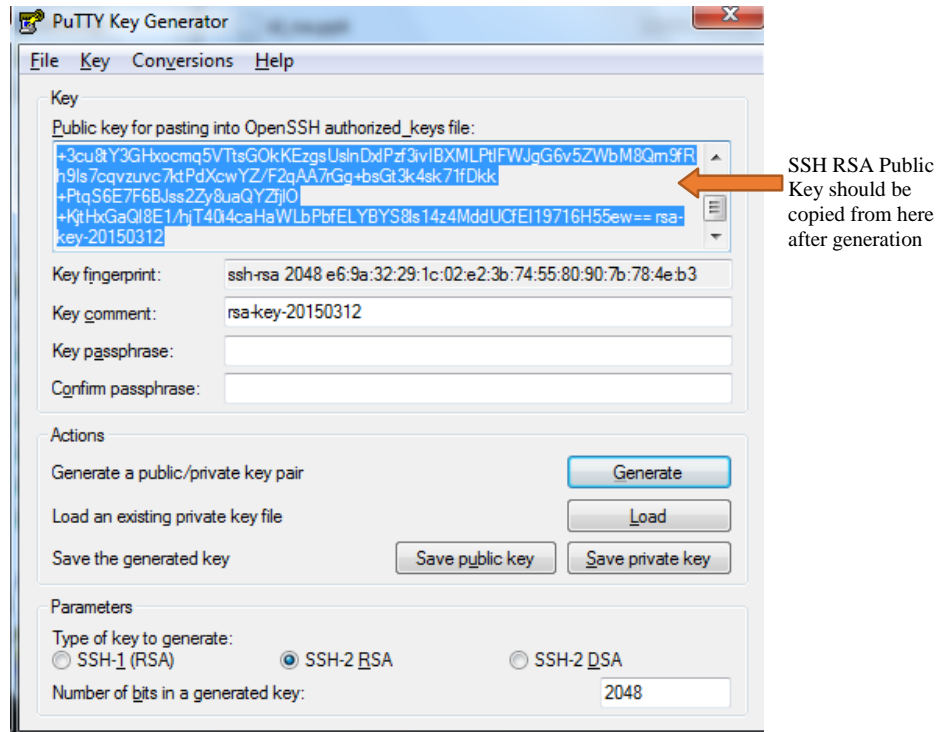 PuTTY Key Generator
File Key Conversions Help
Key
Public key for pasting into OpenSSH authorized_keys file:
+3cu8tY3GHxocmq5VTtsGOkKEzgsUslnDxlPzf3ivIBXMLPtlFWJgG6v5ZWbM8Qm9fR
h9ls7cqvzuvc7ktPdXcwYZ/F2qAA7rGg+bsGt3k4sk71fDkk
+PtqS6E7F6BJss2Zy8uaQYZfjlO
+KjtHxGaQI8E1/hjT40i4caHaWLbPbfELYBYS8ls14z4MddUCfEI19716H55ew== rsa-
key-20150312
SSH RSA Public
Key should be
copied from here
after generation
Key fingerprint: ssh-rsa 2048 e6:9a:32:29:1c:02:e2:3b:74:55:80:90:7b:78:4e:b3
Key comment: rsa-key-20150312
Key passphrase:
Confirm passphrase:
Actions
Generate a public/private key pair Generate
Load an existing private key file Load
Save the generated key Save public key Save private key
Parameters
Type of key to generate:
SSH-1 (RSA) SSH-2 RSA SSH-2 DSA
Number of bits in a generated key: 2048